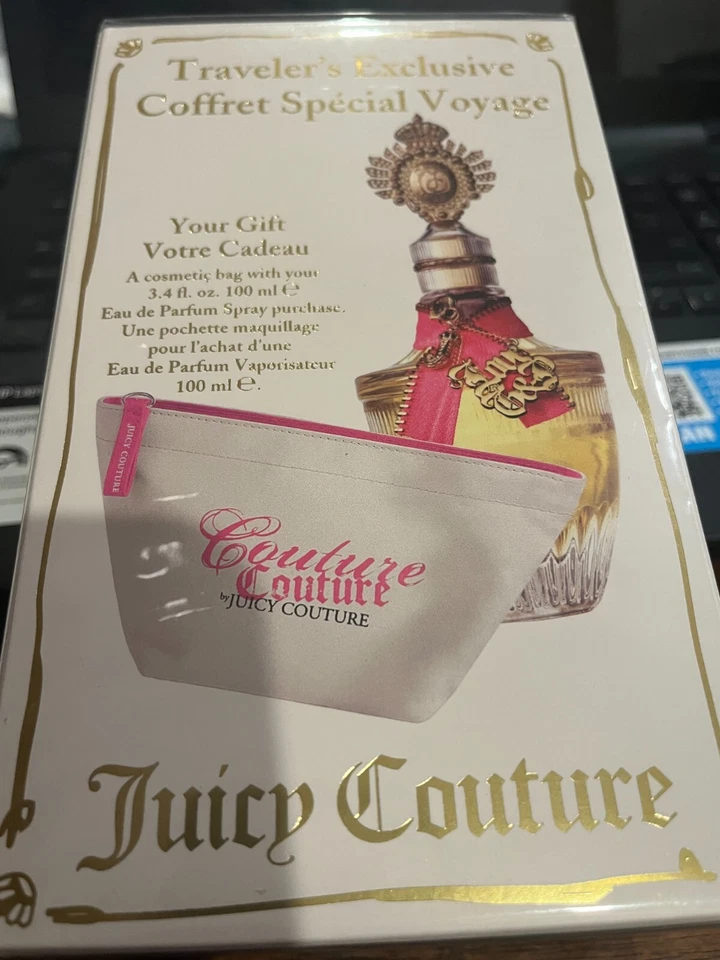 Traveler's Exclusive
Coffret Spécial Voyage
Your Gift
Votre Cadeau
A cosmetic bag with your
3.4 fl. oz. 100 ml ℮
Eau de Parfum Spray purchase.
Une pochette maquillage
pour l'achat d'une
Eau de Parfum Vaporisateur
100 ml ℮.
JUICY COUTURE
Couture
Couture
by JUICY COUTURE
Juicy Couture
AN